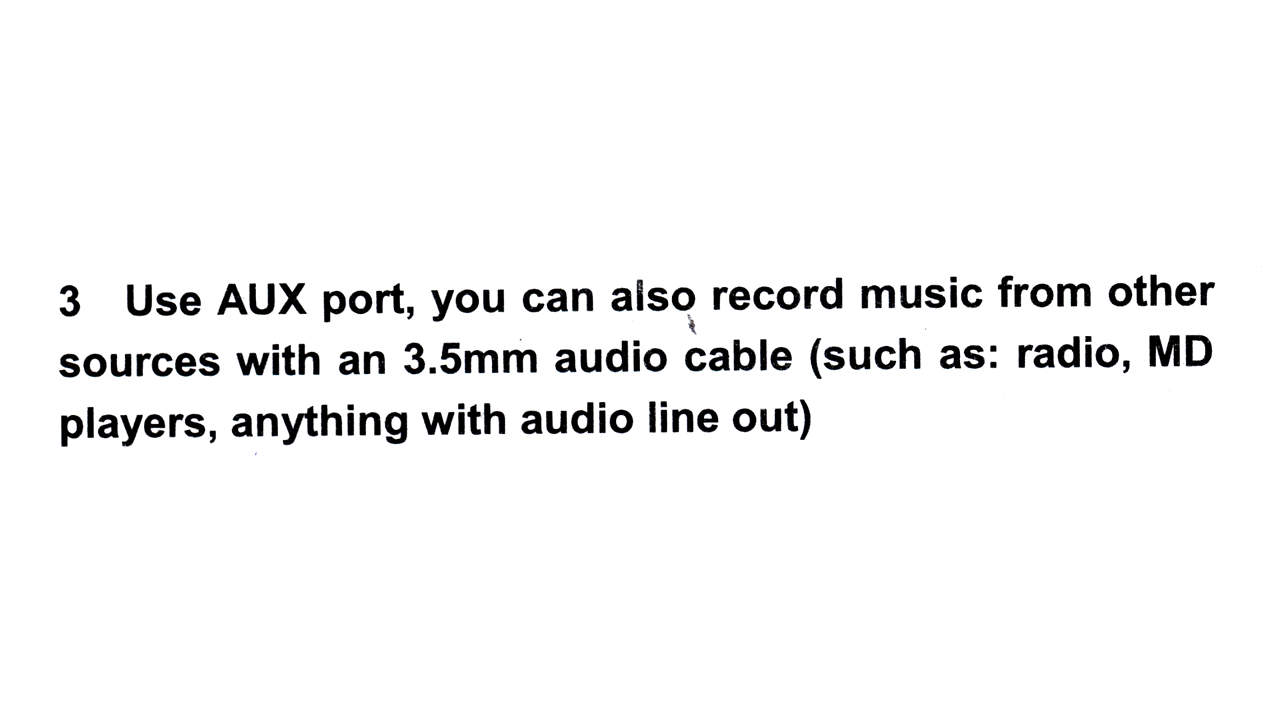 3 Use AUX port, you can also record music from other
sources with an 3.5mm audio cable (such as: radio, MD
players, anything with audio line out)